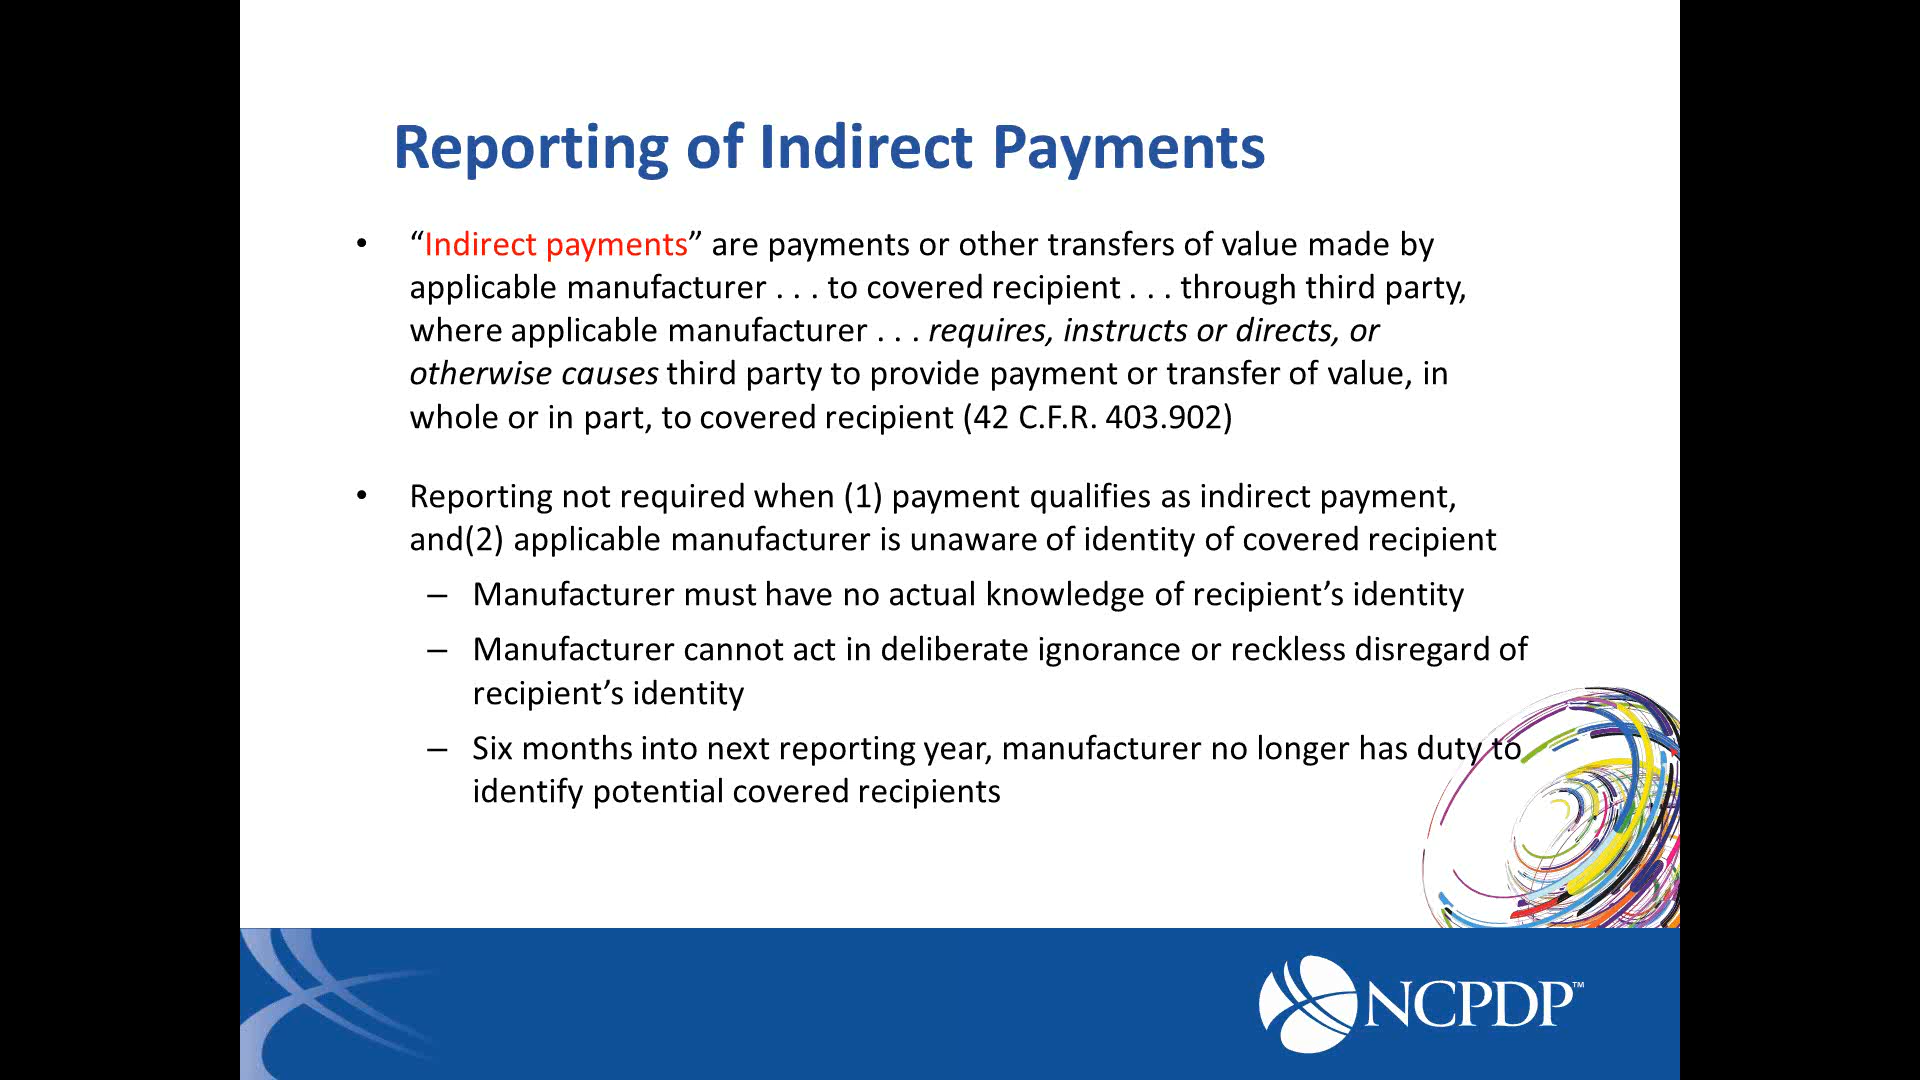 Reporting of Indirect Payments
• “Indirect payments” are payments or other transfers of value made by
applicable manufacturer . . . to covered recipient . . . through third party,
where applicable manufacturer . . . requires, instructs or directs, or
otherwise causes third party to provide payment or transfer of value, in
whole or in part, to covered recipient (42 C.F.R. 403.902)
• Reporting not required when (1) payment qualifies as indirect payment,
and(2) applicable manufacturer is unaware of identity of covered recipient
– Manufacturer must have no actual knowledge of recipient’s identity
– Manufacturer cannot act in deliberate ignorance or reckless disregard of
recipient’s identity
– Six months into next reporting year, manufacturer no longer has duty to
identify potential covered recipients
NCPDP™